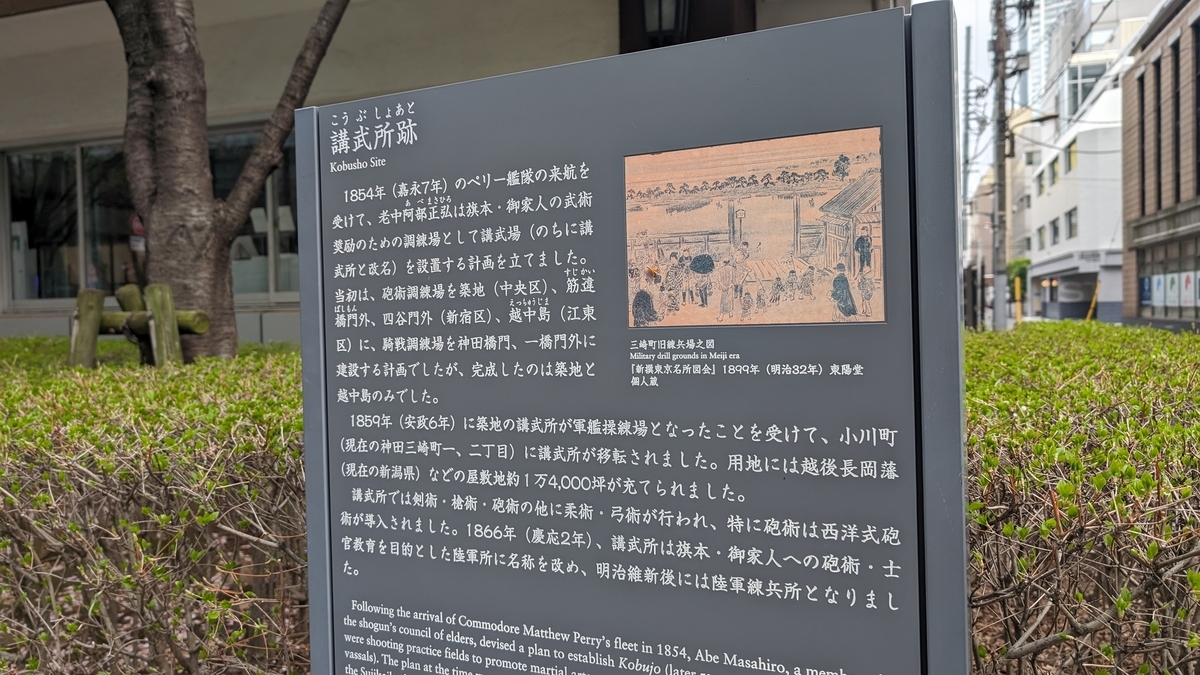 こうぶしょあと
講武所跡
Kobusho Site
1854年（嘉永7年）のペリー艦隊の来航を
あべまさひろ
受けて、老中阿部正弘は旗本・御家人の武術
奨励のための調練場として講武場（のちに講
武所と改名）を設置する計画を立てました。
すじかい
当初は、砲術調練場を築地（中央区）、筋違
ばしもん えっちゅうじま
橋門外、四谷門外（新宿区）、越中島（江東
区）に、騎戦調練場を神田橋門、一橋門外に
建設する計画でしたが、完成したのは築地と
越中島のみでした。
三崎町旧練兵場之図
Military drill grounds in Meiji era
『新撰東京名所図会』1899年（明治32年）東陽堂
個人蔵
1859年（安政6年）に築地の講武所が軍艦操練場となったことを受けて、小川町
（現在の神田三崎町一、二丁目）に講武所が移転されました。用地には越後長岡藩
（現在の新潟県）などの屋敷地約1万4,000坪が充てられました。
講武所では剣術・槍術・砲術の他に柔術・弓術が行われ、特に砲術は西洋式砲
術が導入されました。1866年（慶応2年）、講武所は旗本・御家人への砲術・士
官教育を目的とした陸軍所に名称を改め、明治維新後には陸軍練兵所となりまし
た。
Following the arrival of Commodore Matthew Perry's fleet in 1854, Abe Masahiro, a
the shogun's council of elders, devised a plan to establish Kobujo (later
were shooting practice fields to promote martial
vassals). The plan at the time